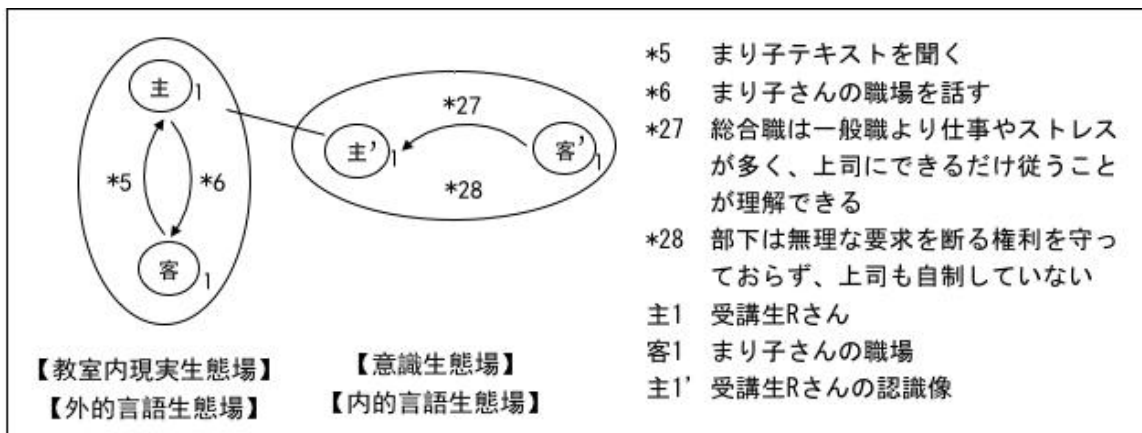 主1
*5
*6
客1
【教室内現実生態場】
【外的言語生態場】
*27
主’1
客’1
*28
【意識生態場】
【内的言語生態場】
*5 まり子テキストを聞く
*6 まり子さんの職場を話す
*27 総合職は一般職より仕事やストレス
が多く、上司にできるだけ従うこと
が理解できる
*28 部下は無理な要求を断る権利を守っ
ておらず、上司も自制していない
主1 受講生Rさん
客1 まり子さんの職場
主1’ 受講生Rさんの認識像